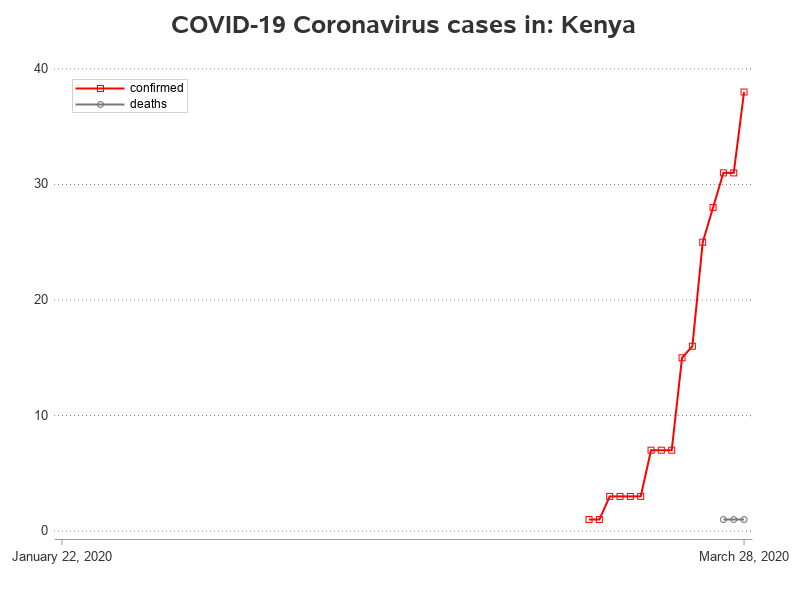 COVID-19 Coronavirus cases in: Kenya
40
confirmed
deaths
30
20
10
0
January 22, 2020
March 28, 2020